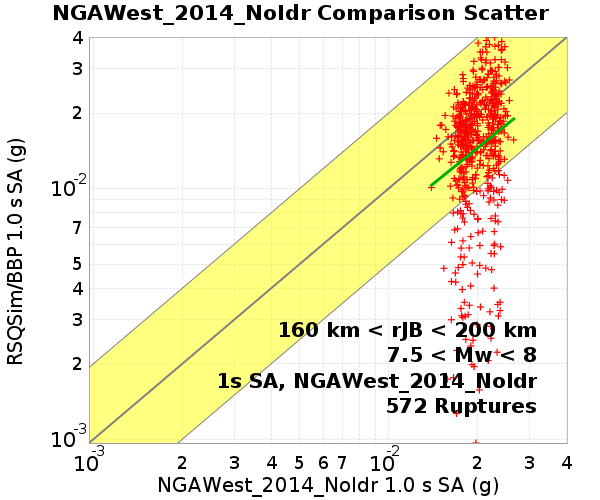 NGAWest_2014_NoIdr Comparison Scatter
RSQSim/BBP 1.0 s SA (g)
4
3
2
10-2
7
5
4
3
2
10-3
160 km < rJB < 200 km
7.5 < Mw < 8
1s SA, NGAWest_2014_NoIdr
572 Ruptures
10-3 2 3 4 5 6 7 10-2 2 3 4
NGAWest_2014_NoIdr 1.0 s SA (g)